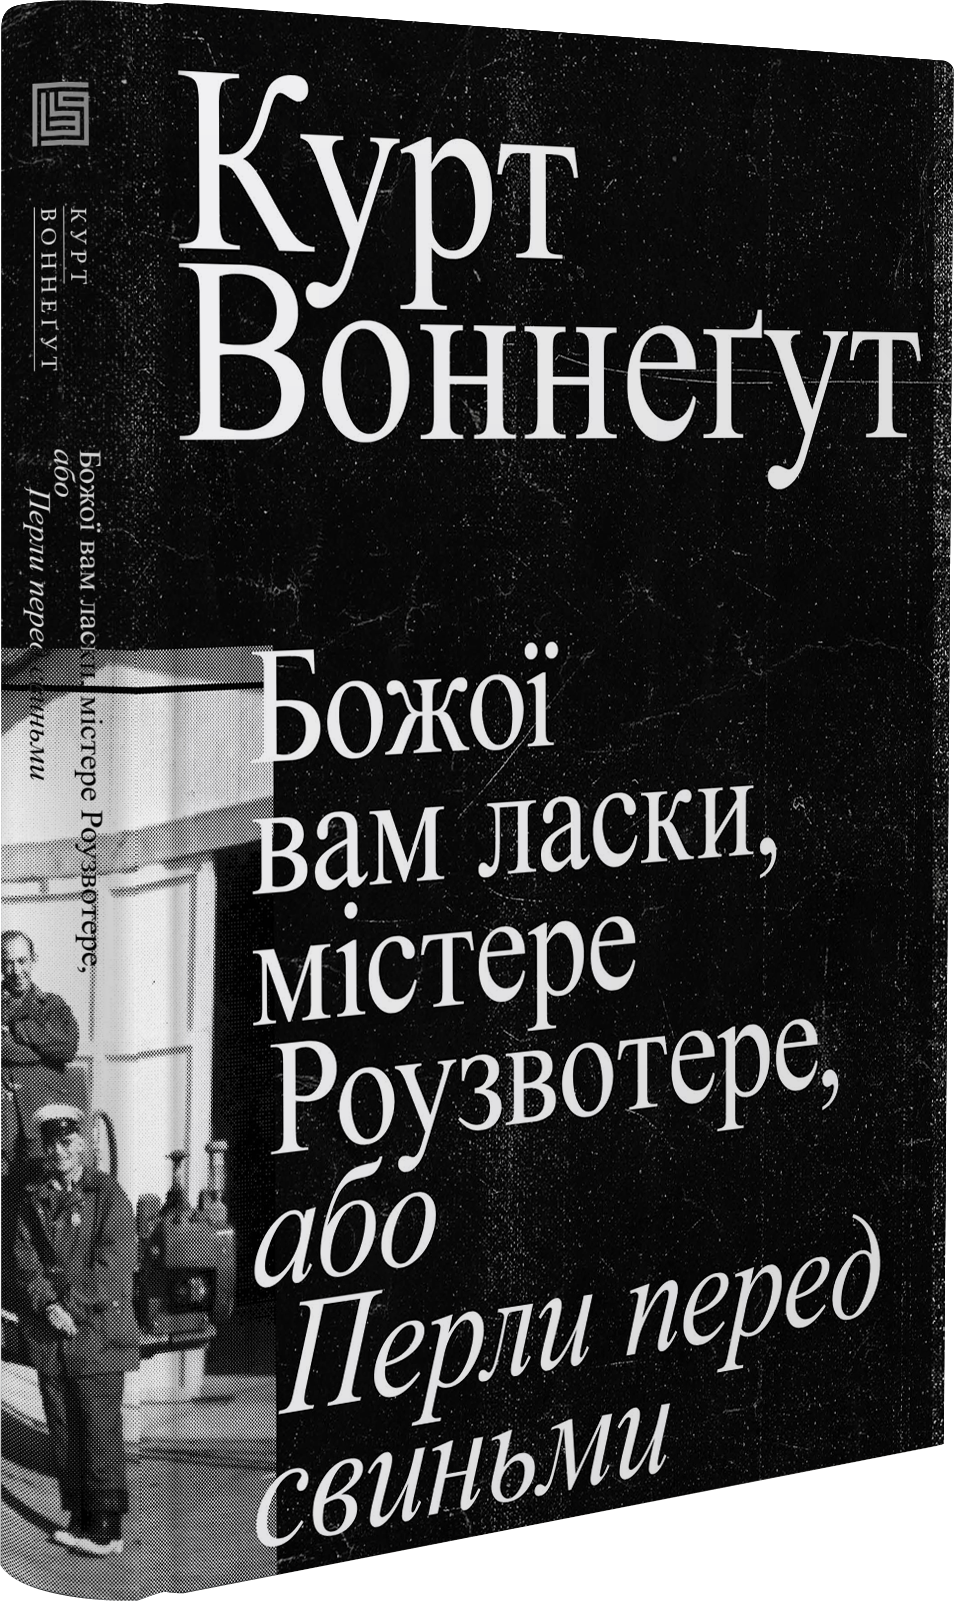 Курт
Воннеґут
Божої
вам ласки,
містере
Роузвотере,
або
Перли перед
свиньми
КУРТ
ВОННЕҐУТ
Божої вам ласки, містере Роузвотере,
або
Перли перед свиньми